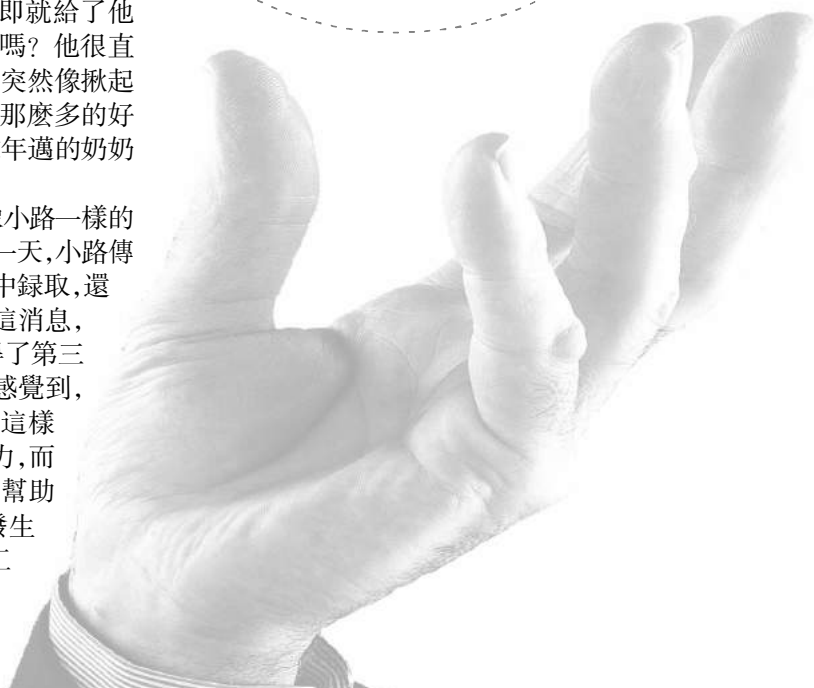 即就給了他
嗎？他很直
突然像揪起
那麽多的好
年邁的奶奶
小路一樣的
一天,小路傳
中録取,還
這消息,
了第三
感覺到,
這樣
力,而
幫助
發生